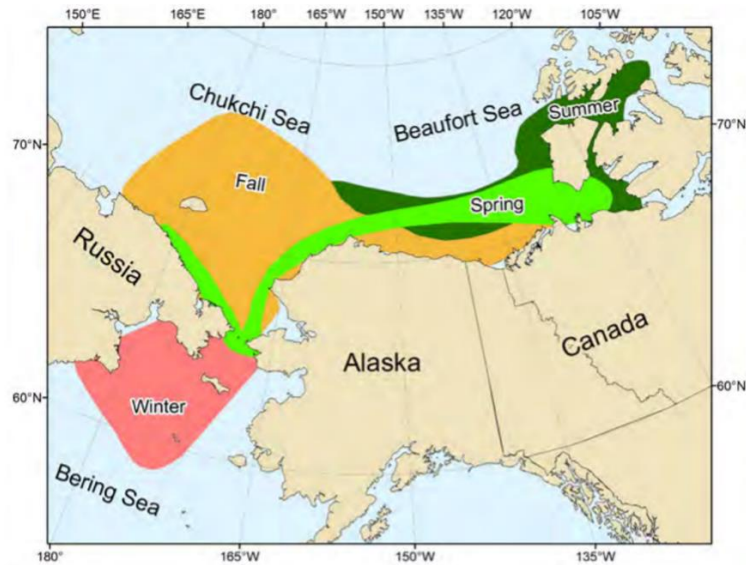 150°E 165°E 180° 165°W 150°W 135°W 120°W 105°W
Chukchi Sea
Beaufort Sea
Summer
70°N
70°N
Fall
Spring
Russia
Alaska
Canada
60°N
60°N
Winter
Bering Sea
180° 165°W 150°W 135°W